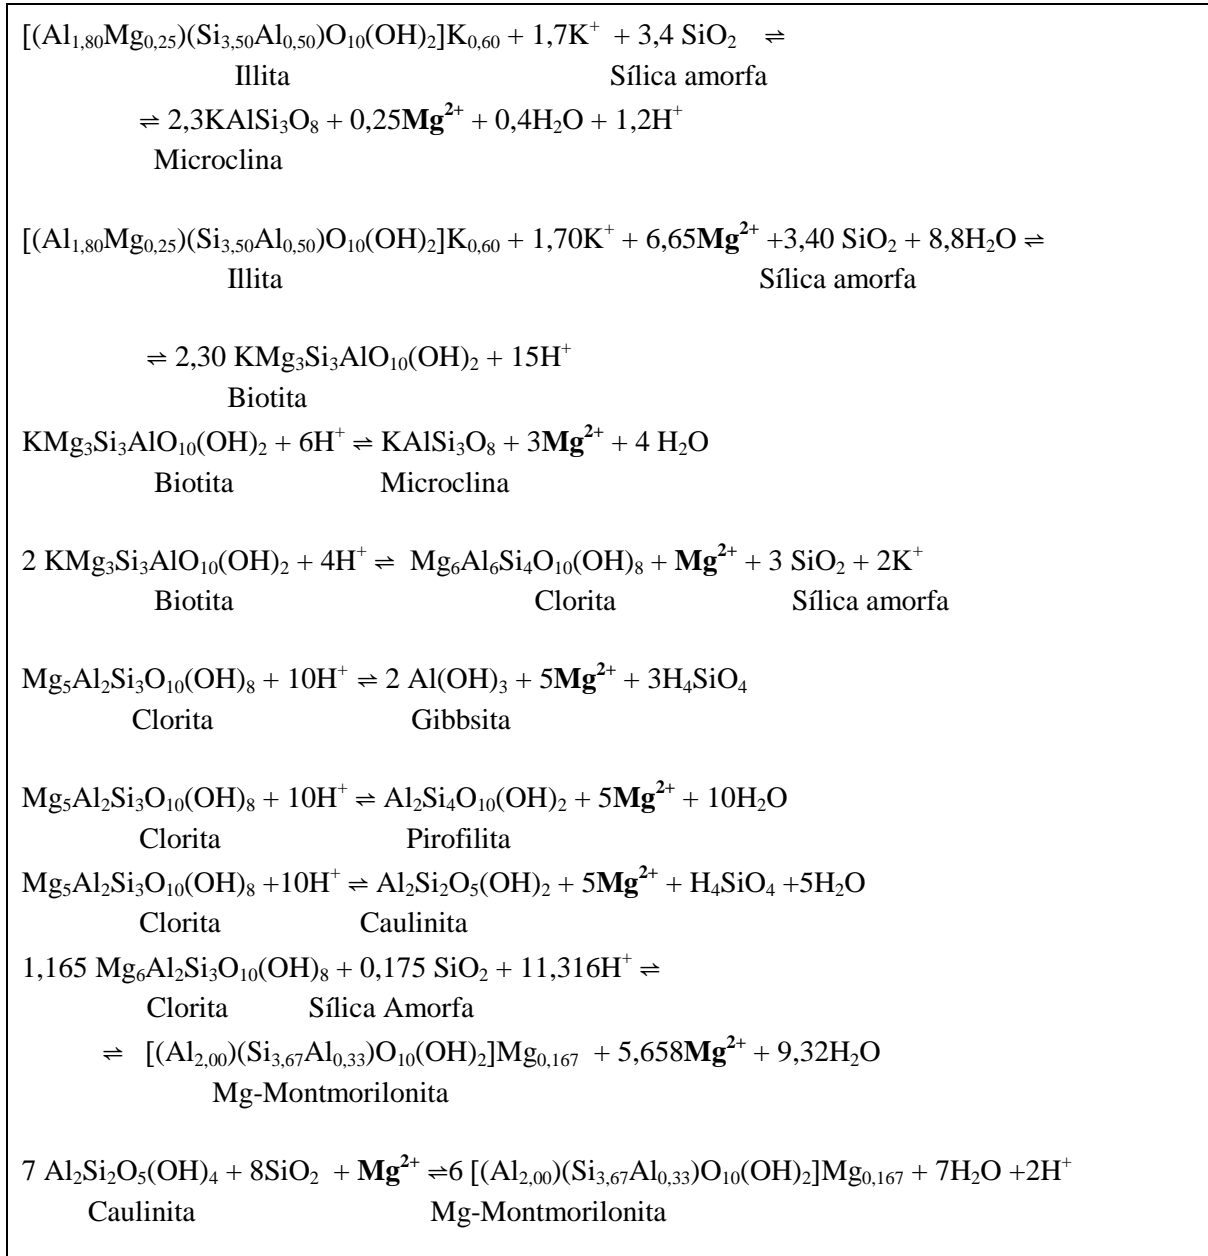 [(Al₁,₈₀Mg₀,₂₅)(Si₃,₅₀Al₀,₅₀)O₁₀(OH)₂]K₀,₆₀ + 1,7K⁺ + 3,4 SiO₂ ⇌
Illita Sílica amorfa
⇌ 2,3KAlSi₃O₈ + 0,25Mg²⁺ + 0,4H₂O + 1,2H⁺
Microclina
[(Al₁,₈₀Mg₀,₂₅)(Si₃,₅₀Al₀,₅₀)O₁₀(OH)₂]K₀,₆₀ + 1,70K⁺ + 6,65Mg²⁺ +3,40 SiO₂ + 8,8H₂O ⇌
Illita Sílica amorfa
⇌ 2,30 KMg₃Si₃AlO₁₀(OH)₂ + 15H⁺
Biotita
KMg₃Si₃AlO₁₀(OH)₂ + 6H⁺ ⇌ KAlSi₃O₈ + 3Mg²⁺ + 4 H₂O
Biotita Microclina
2 KMg₃Si₃AlO₁₀(OH)₂ + 4H⁺ ⇌ Mg₆Al₆Si₄O₁₀(OH)₈ + Mg²⁺ + 3 SiO₂ + 2K⁺
Biotita Clorita Sílica amorfa
Mg₅Al₂Si₃O₁₀(OH)₈ + 10H⁺ ⇌ 2 Al(OH)₃ + 5Mg²⁺ + 3H₄SiO₄
Clorita Gibbsita
Mg₅Al₂Si₃O₁₀(OH)₈ + 10H⁺ ⇌ Al₂Si₄O₁₀(OH)₂ + 5Mg²⁺ + 10H₂O
Clorita Pirofilita
Mg₅Al₂Si₃O₁₀(OH)₈ +10H⁺ ⇌ Al₂Si₂O₅(OH)₂ + 5Mg²⁺ + H₄SiO₄ +5H₂O
Clorita Caulinita
1,165 Mg₆Al₂Si₃O₁₀(OH)₈ + 0,175 SiO₂ + 11,316H⁺ ⇌
Clorita Sílica Amorfa
⇌ [(Al₂,₀₀)(Si₃,₆₇Al₀,₃₃)O₁₀(OH)₂]Mg₀,₁₆₇ + 5,658Mg²⁺ + 9,32H₂O
Mg-Montmorilonita
7 Al₂Si₂O₅(OH)₄ + 8SiO₂ + Mg²⁺ ⇌6 [(Al₂,₀₀)(Si₃,₆₇Al₀,₃₃)O₁₀(OH)₂]Mg₀,₁₆₇ + 7H₂O +2H⁺
Caulinita Mg-Montmorilonita